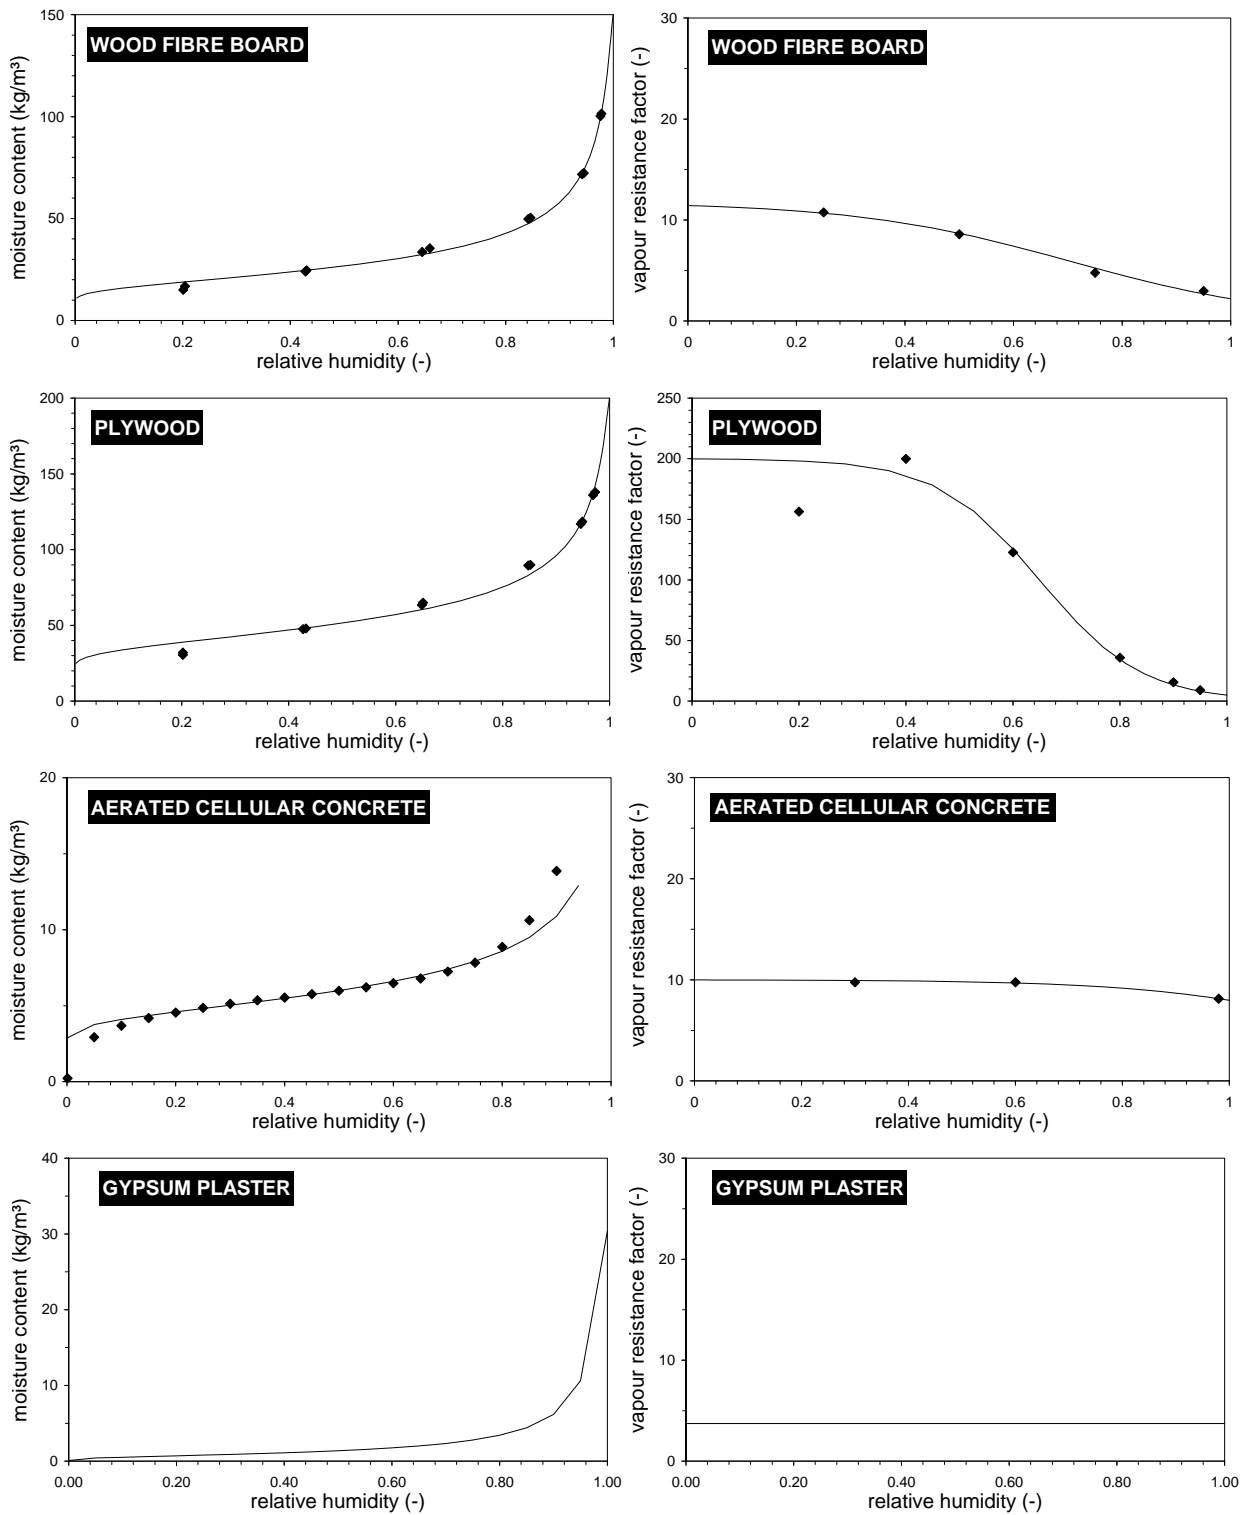 150
100
50
0
moisture content (kg/m³)
WOOD FIBRE BOARD
0 0.2 0.4 0.6 0.8 1
relative humidity (-)
30
20
10
0
vapour resistance factor (-)
WOOD FIBRE BOARD
0 0.2 0.4 0.6 0.8 1
relative humidity (-)
200
150
100
50
0
moisture content (kg/m³)
PLYWOOD
0 0.2 0.4 0.6 0.8 1
relative humidity (-)
250
200
150
100
50
0
vapour resistance factor (-)
PLYWOOD
0 0.2 0.4 0.6 0.8 1
relative humidity (-)
20
10
0
moisture content (kg/m³)
AERATED CELLULAR CONCRETE
0 0.2 0.4 0.6 0.8 1
relative humidity (-)
30
20
10
0
vapour resistance factor (-)
AERATED CELLULAR CONCRETE
0 0.2 0.4 0.6 0.8 1
relative humidity (-)
40
30
20
10
0
moisture content (kg/m³)
GYPSUM PLASTER
0.00 0.20 0.40 0.60 0.80 1.00
relative humidity (-)
30
20
10
0
vapour resistance factor (-)
GYPSUM PLASTER
0.00 0.20 0.40 0.60 0.80 1.00
relative humidity (-)